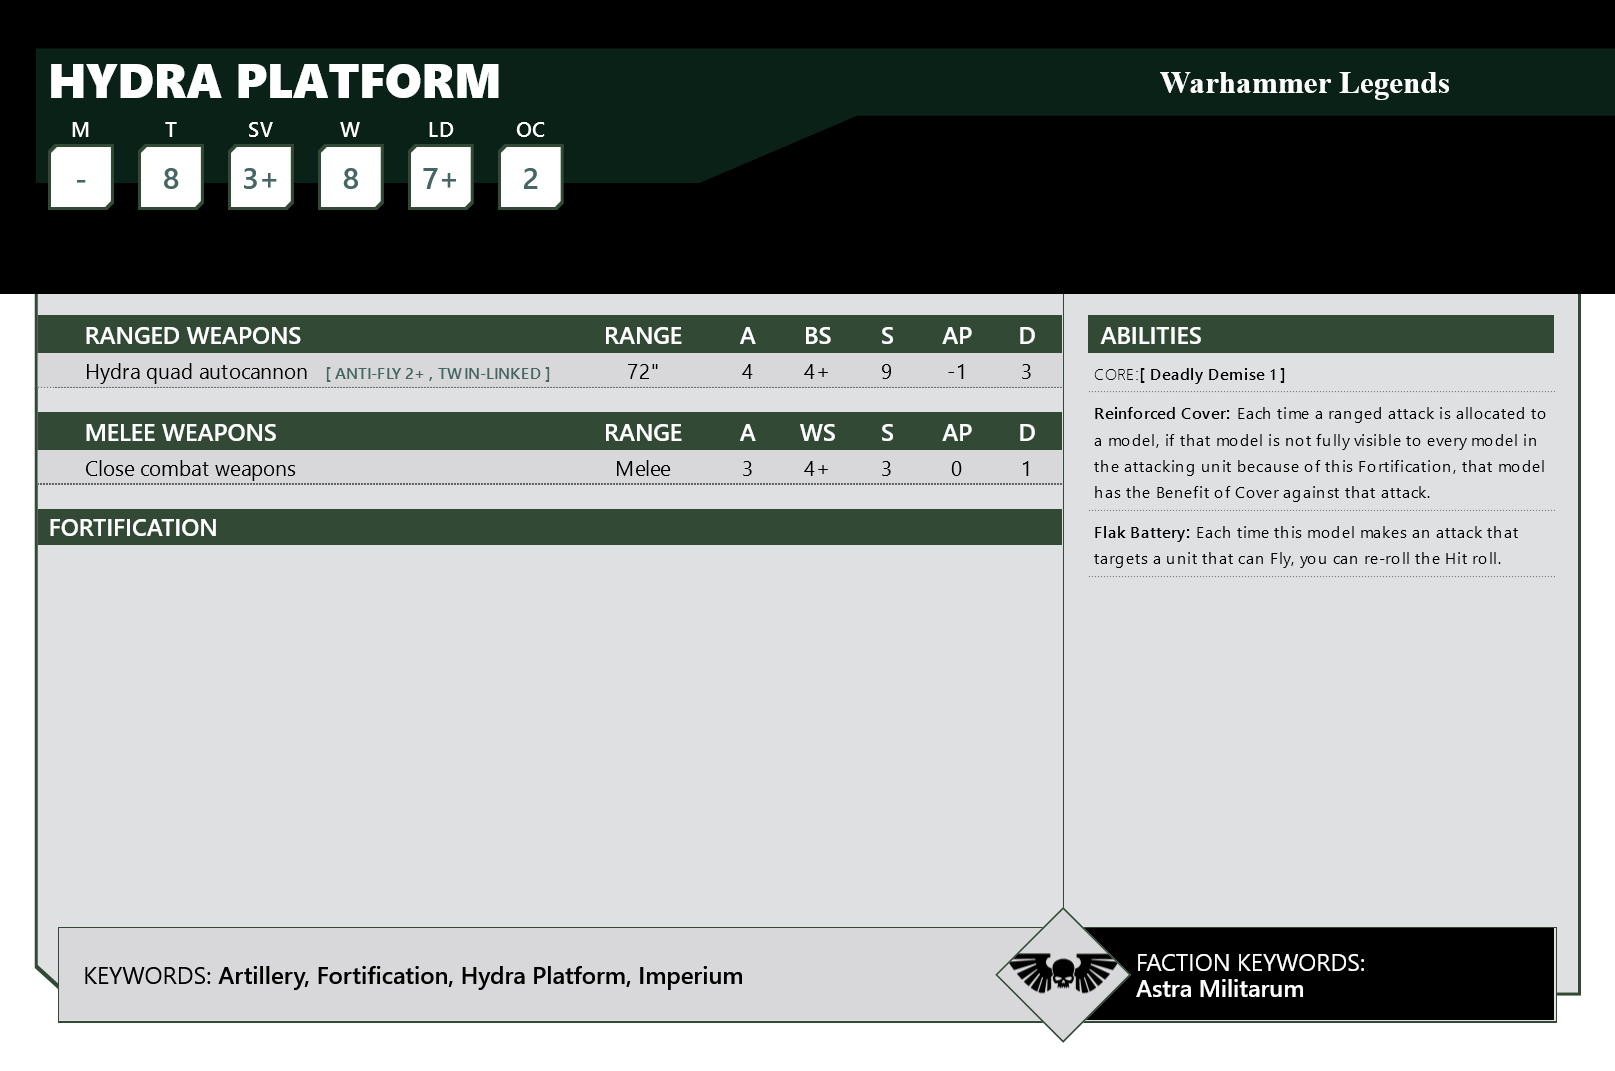 HYDRA PLATFORM
Warhammer Legends
M T SV W LD OC
- 8 3+ 8 7+ 2
RANGED WEAPONS RANGE A BS S AP D
Hydra quad autocannon [ ANTI-FLY 2+ , TWIN-LINKED ] 72" 4 4+ 9 -1 3
MELEE WEAPONS RANGE A WS S AP D
Close combat weapons Melee 3 4+ 3 0 1
FORTIFICATION
ABILITIES
CORE:[ Deadly Demise 1 ]
Reinforced Cover: Each time a ranged attack is allocated to
a model, if that model is not fully visible to every model in
the attacking unit because of this Fortification, that model
has the Benefit of Cover against that attack.
Flak Battery: Each time this model makes an attack that
targets a unit that can Fly, you can re-roll the Hit roll.
KEYWORDS: Artillery, Fortification, Hydra Platform, Imperium
FACTION KEYWORDS:
Astra Militarum